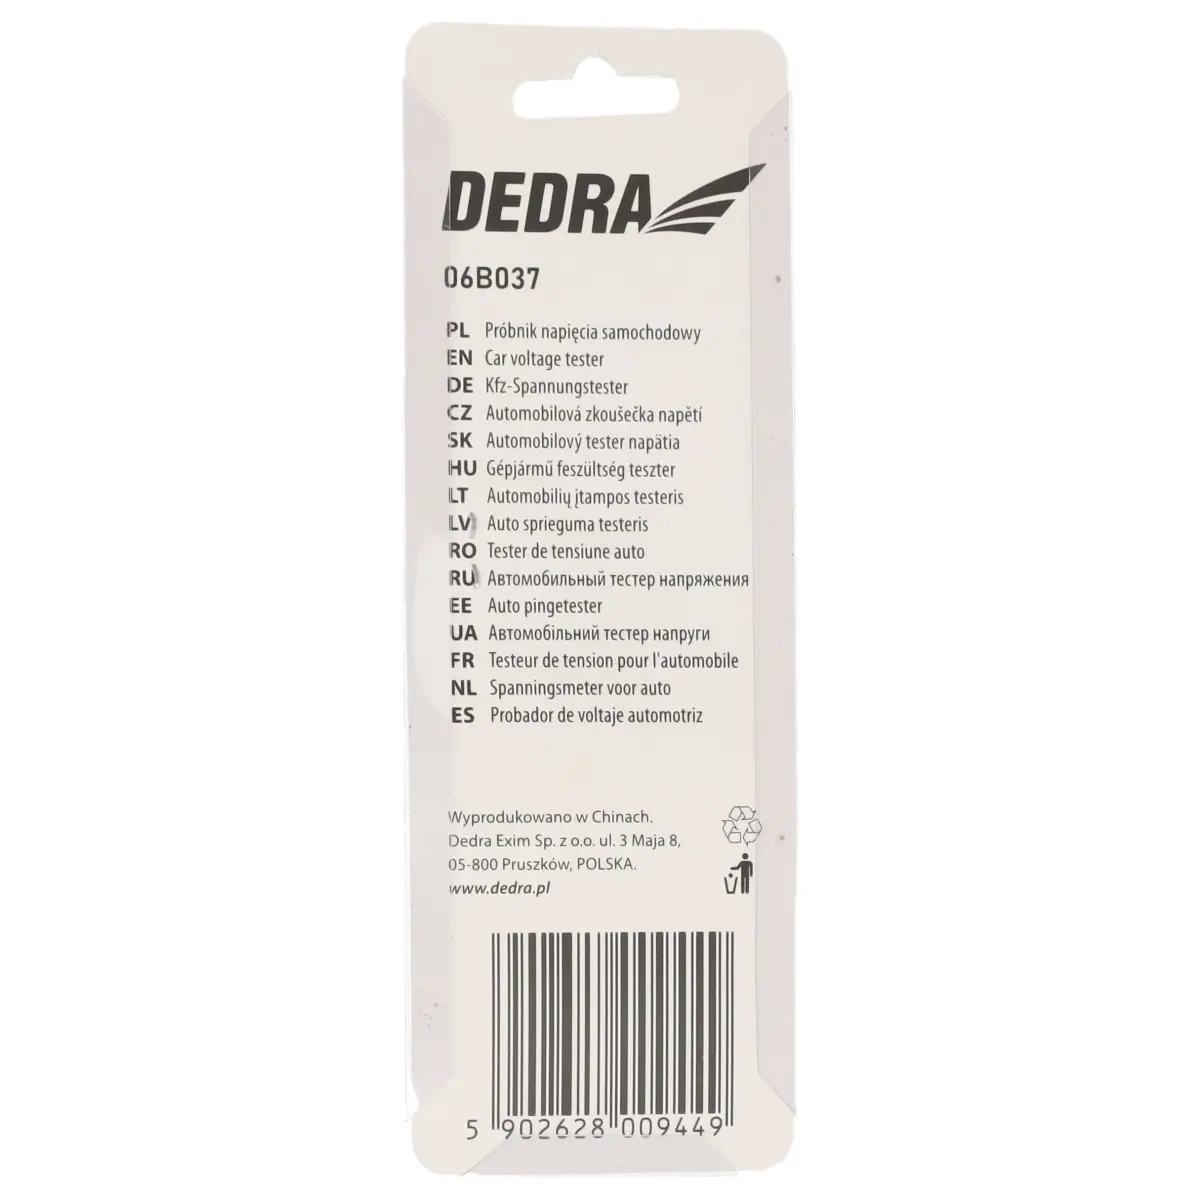 DEDRA
06B037
PL Próbnik napięcia samochodowy
EN Car voltage tester
DE Kfz-Spannungstester
CZ Automobilová zkoušečka napětí
SK Automobilový tester napätia
HU Gépjármű feszültség teszter
LT Automobilių įtampos testeris
LV Auto sprieguma testeris
RO Tester de tensiune auto
RU Автомобильный тестер напряжения
EE Auto pingetester
UA Автомобільний тестер напруги
FR Testeur de tension pour l'automobile
NL Spanningsmeter voor auto
ES Probador de voltaje automotriz
Wyprodukowano w Chinach.
Dedra Exim Sp. z o.o. ul. 3 Maja 8,
05-800 Pruszków, POLSKA.
www.dedra.pl
5 902628 009449